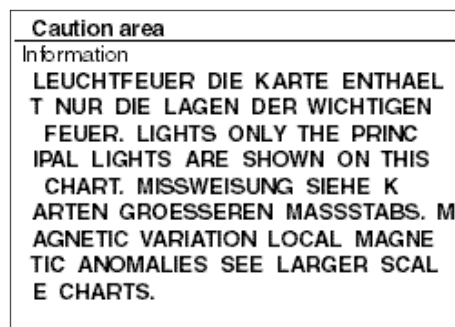 Caution area
Information
LEUCHTFEUER DIE KARTE ENTHAEL
T NUR DIE LAGEN DER WICHTIGEN
FEUER. LIGHTS ONLY THE PRINC
IPAL LIGHTS ARE SHOWN ON THIS
CHART. MISSWEISUNG SIEHE K
ARTEN GROESSEREN MASSSTABS. M
AGNETIC VARIATION LOCAL MAGNE
TIC ANOMALIES SEE LARGER SCAL
E CHARTS.